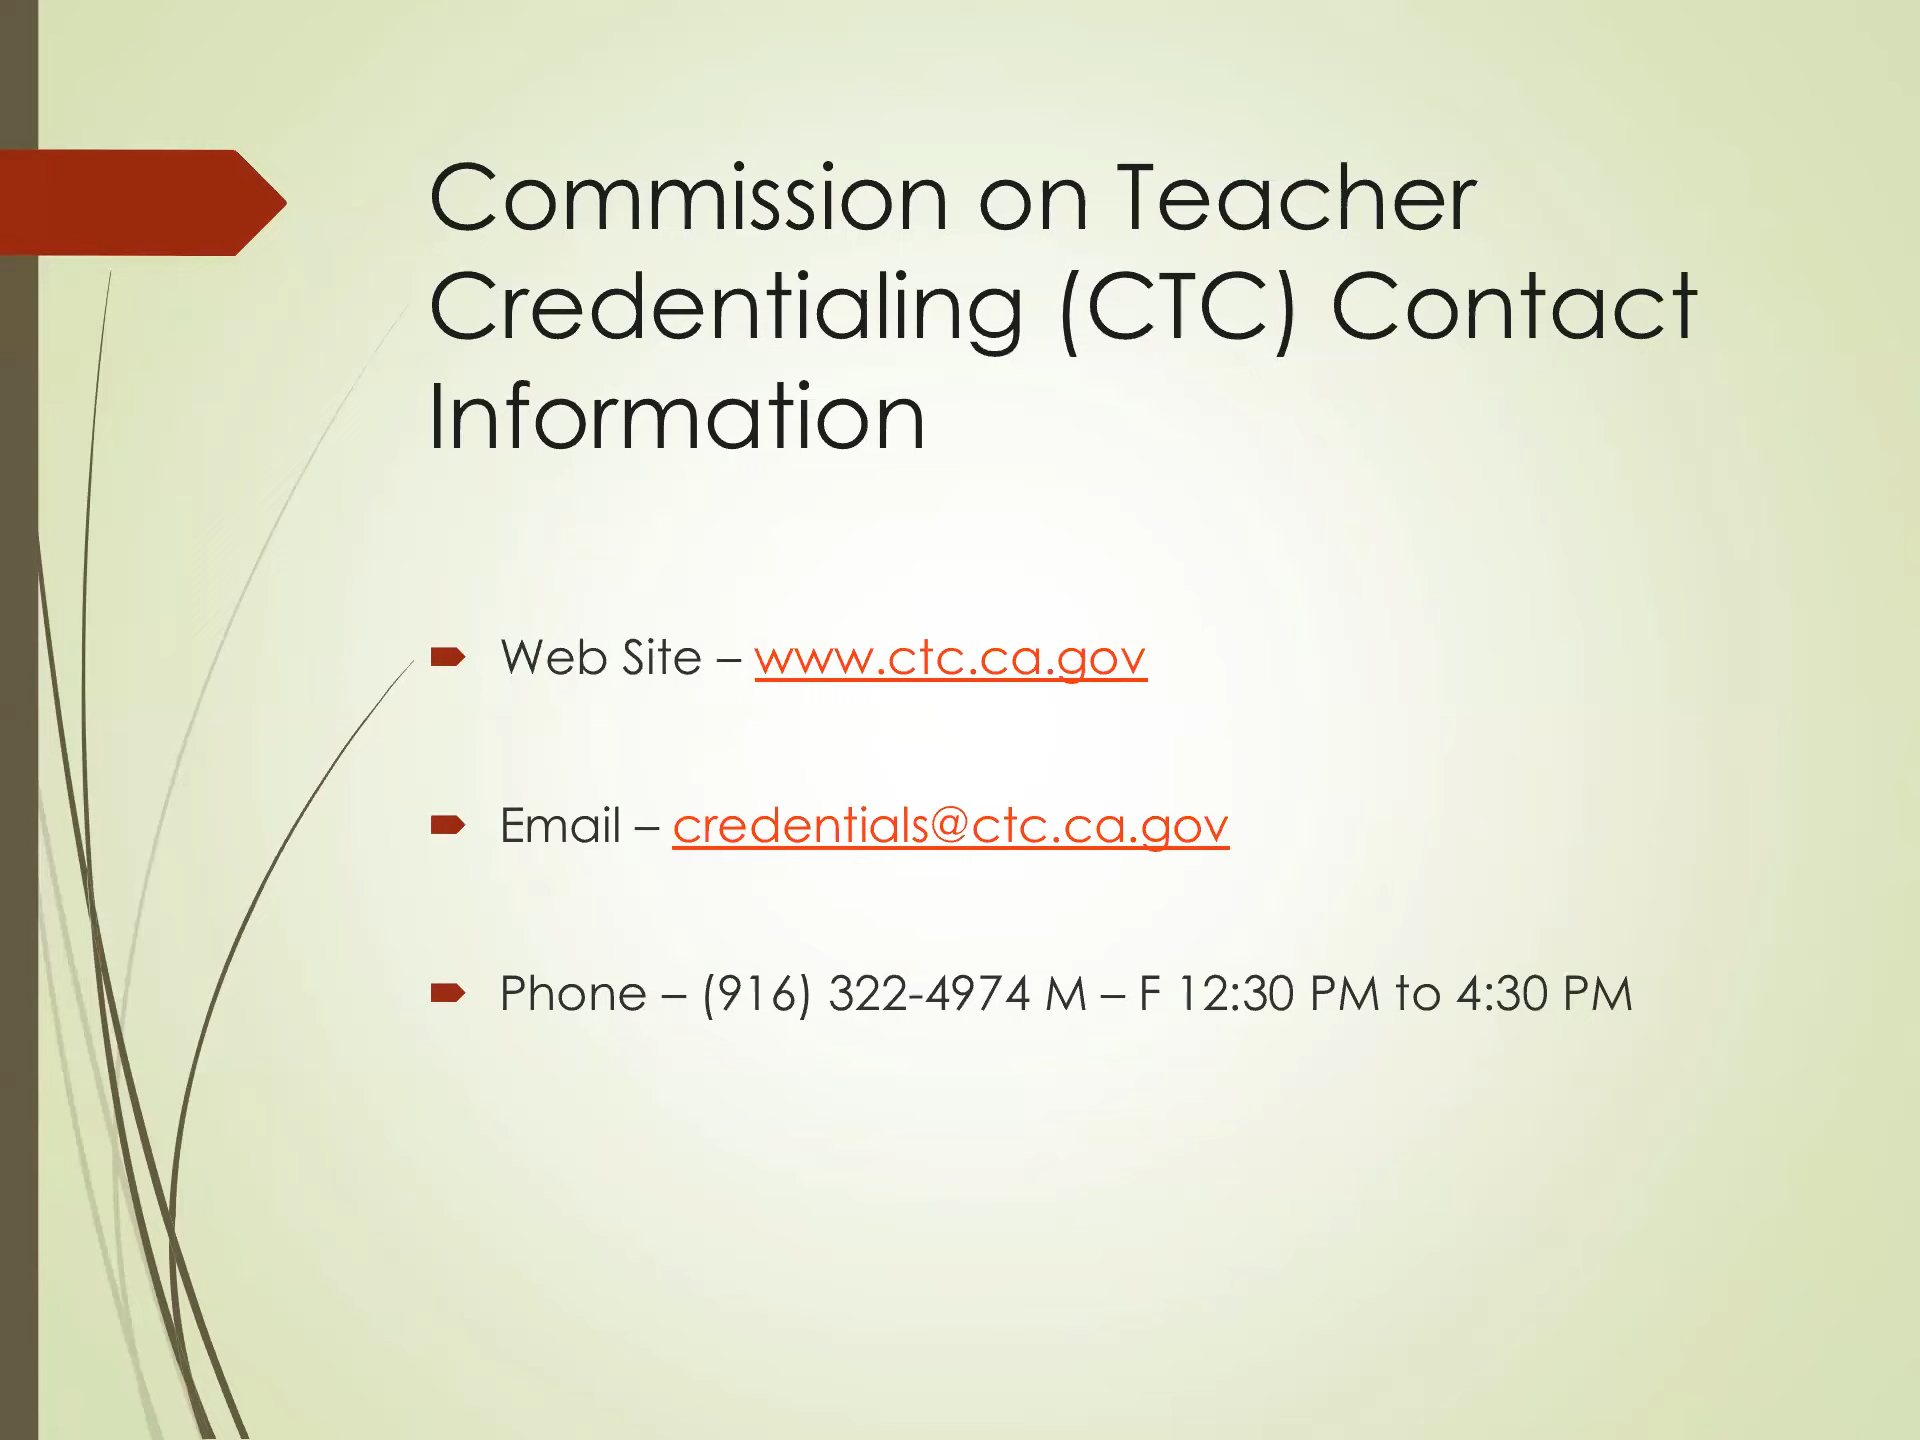 Commission on Teacher
Credentialing (CTC) Contact
Information
Web Site – www.ctc.ca.gov
Email – credentials@ctc.ca.gov
Phone – (916) 322-4974 M – F 12:30 PM to 4:30 PM